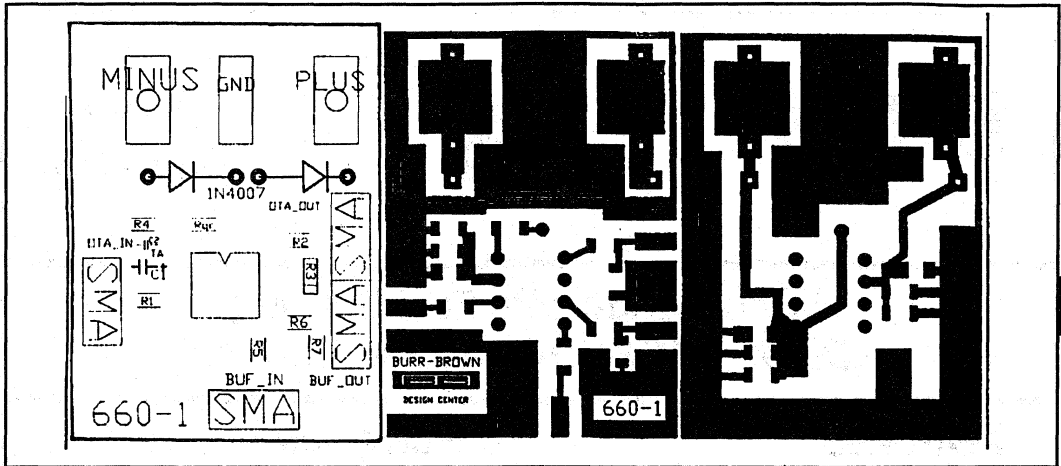 MINUS GND PLUS
1N4007
OTA_OUT
SMA
R4
R2
OTA_IN
R3
SMA
R1
SMA
R6
R5
R7
BUF_IN
BUF_OUT
660-1
SMA
BURR-BROWN
DESIGN CENTER
660-1